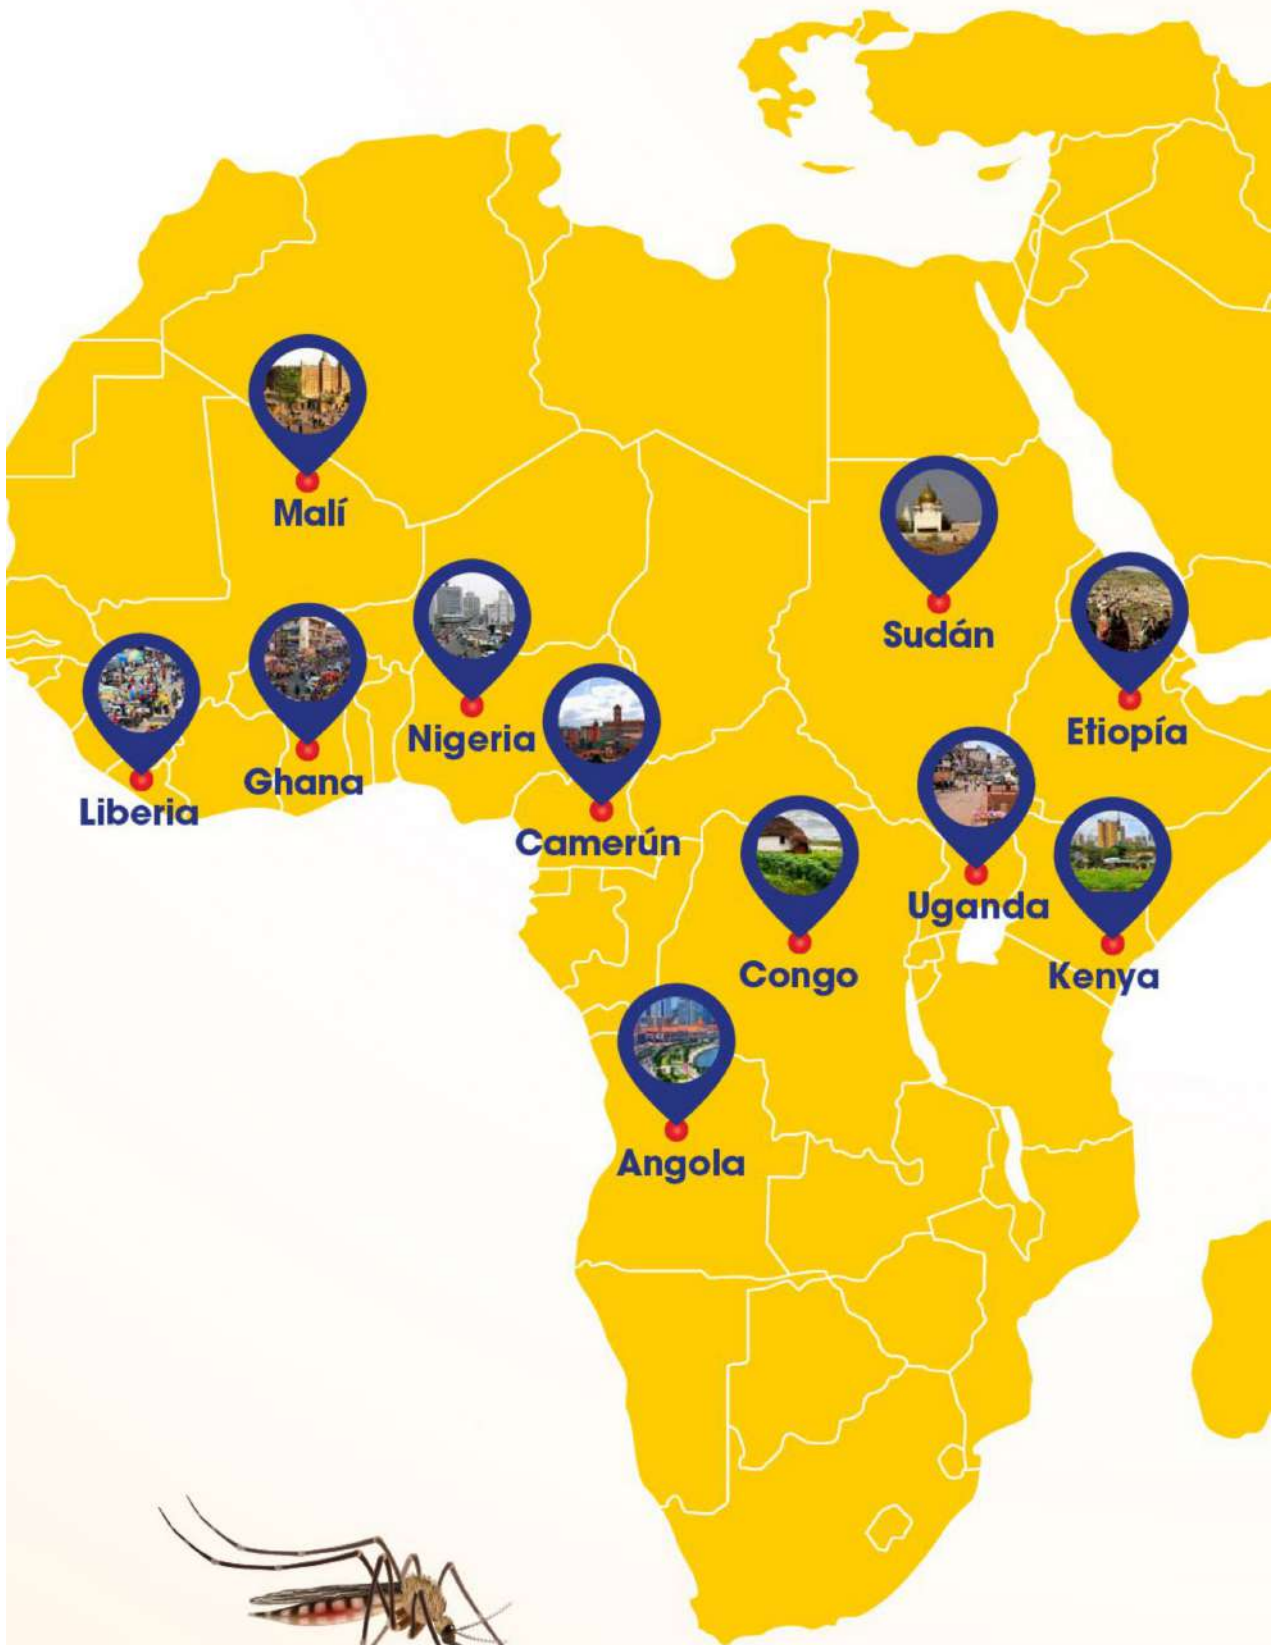 Malí
Sudán
Etiopía
Nigeria
Ghana
Liberia
Camerún
Uganda
Congo
Kenya
Angola